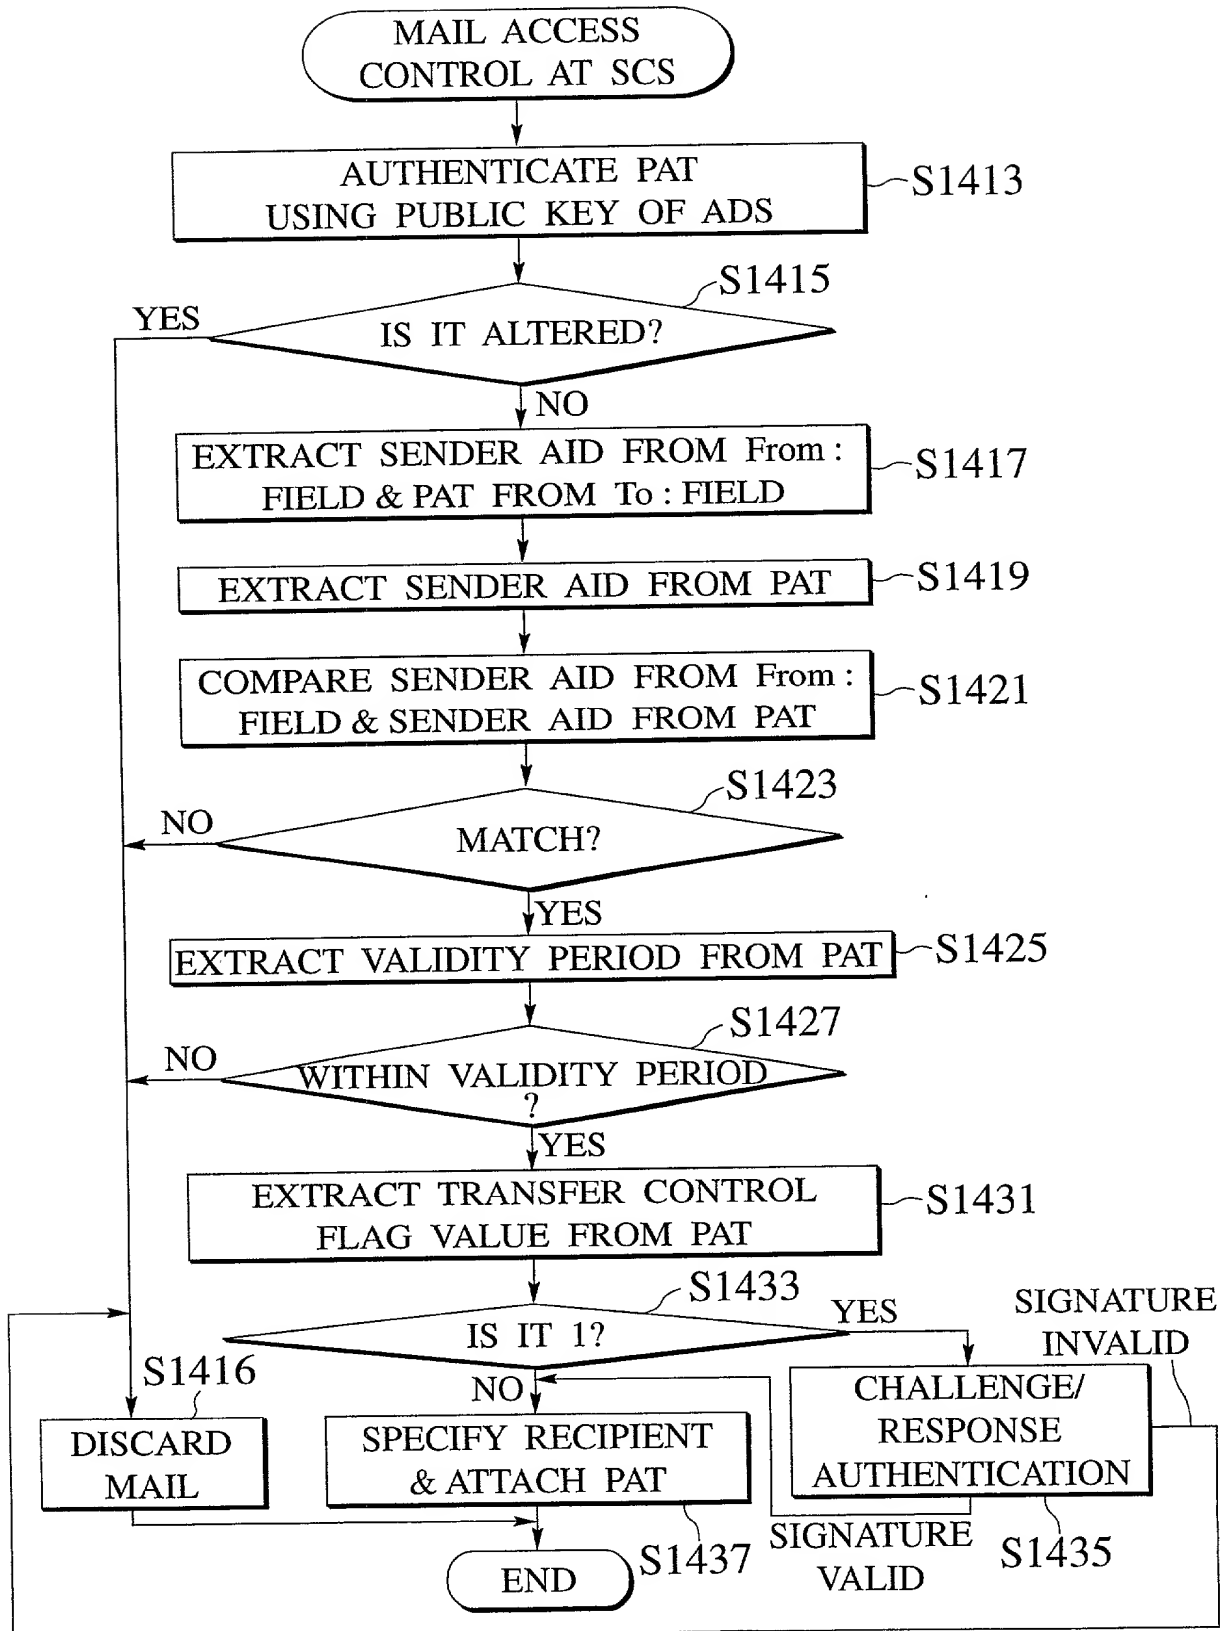 MAIL ACCESS
CONTROL AT SCS
AUTHENTICATE PAT
USING PUBLIC KEY OF ADS
S1413
S1415
YES
IS IT ALTERED?
NO
EXTRACT SENDER AID FROM From :
FIELD & PAT FROM To : FIELD
S1417
EXTRACT SENDER AID FROM PAT
S1419
COMPARE SENDER AID FROM From :
FIELD & SENDER AID FROM PAT
S1421
S1423
NO
MATCH?
YES
EXTRACT VALIDITY PERIOD FROM PAT
S1425
S1427
NO
WITHIN VALIDITY PERIOD
?
YES
EXTRACT TRANSFER CONTROL
FLAG VALUE FROM PAT
S1431
S1433
IS IT 1?
YES
SIGNATURE
INVALID
NO
S1416
DISCARD
MAIL
SPECIFY RECIPIENT
& ATTACH PAT
CHALLENGE/
RESPONSE
AUTHENTICATION
SIGNATURE
VALID
S1435
S1437
END